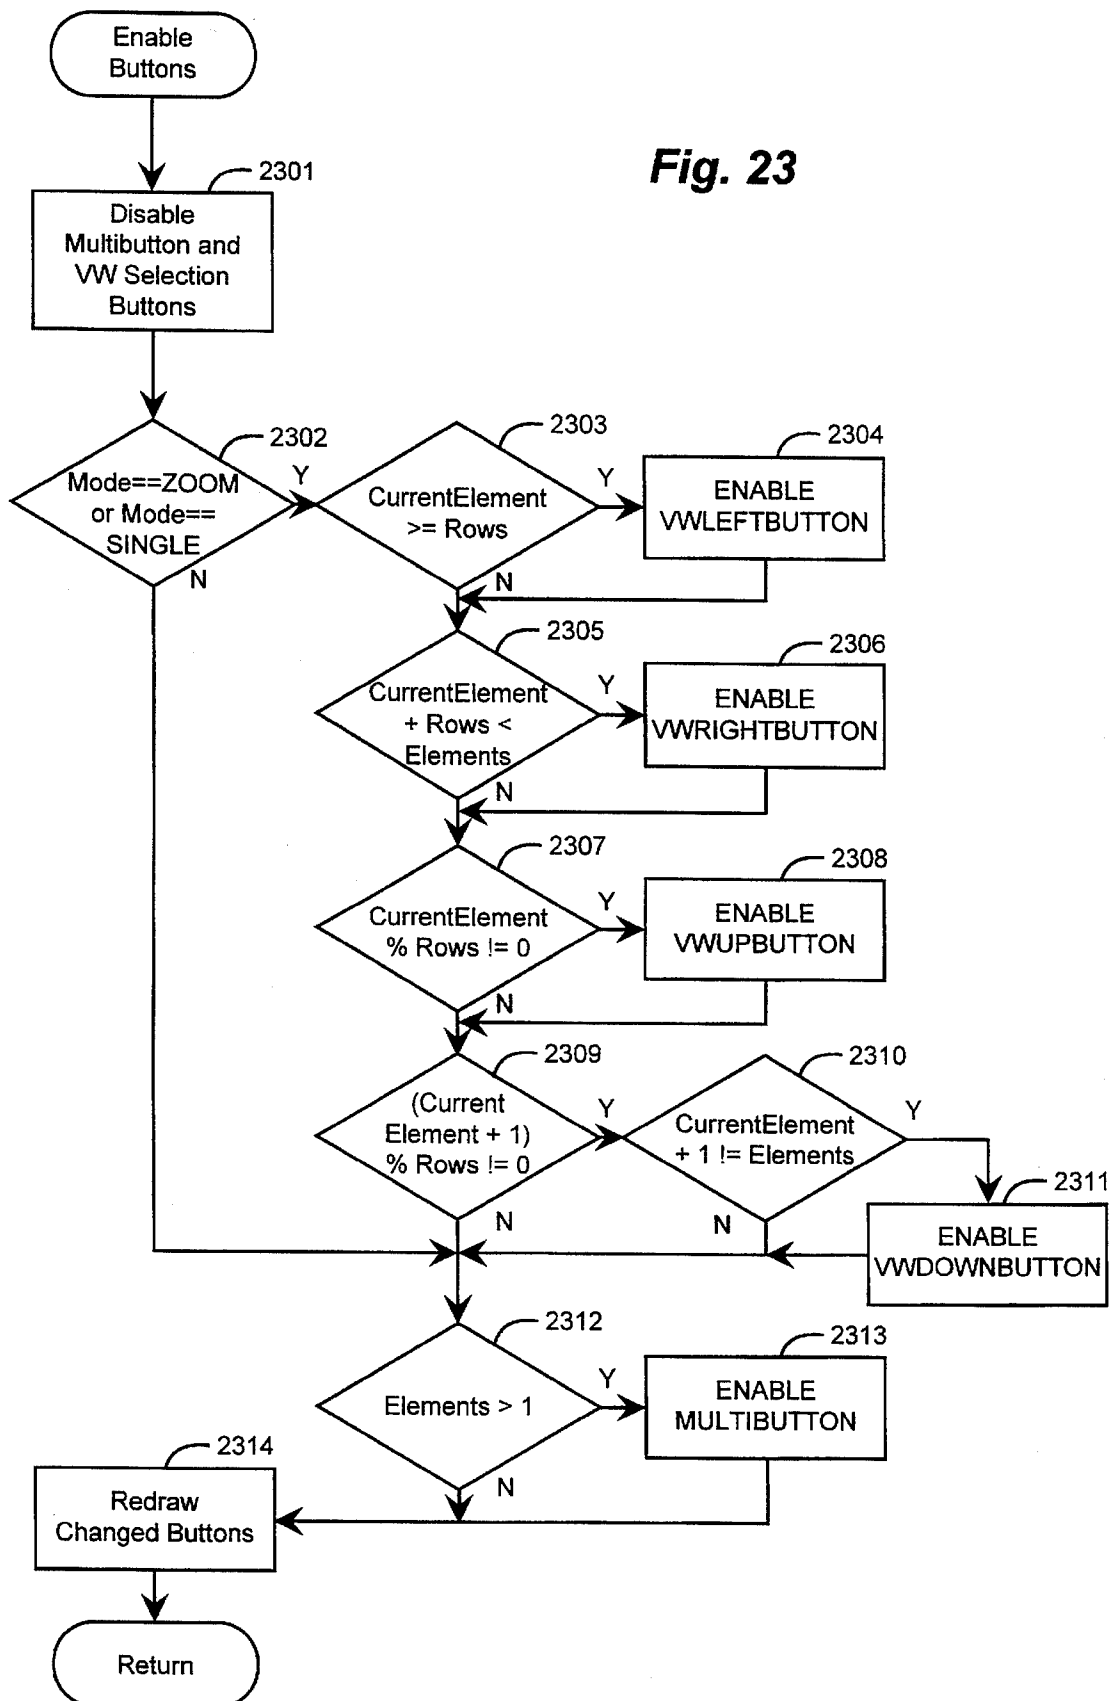 Enable
Buttons
Fig. 23
2301
Disable
Multibutton and
VW Selection
Buttons
2302
Mode==ZOOM
or Mode==
SINGLE
Y
N
2303
CurrentElement
>= Rows
Y
N
2304
ENABLE
VWLEFTBUTTON
2305
CurrentElement
+ Rows <
Elements
Y
N
2306
ENABLE
VWRIGHTBUTTON
2307
CurrentElement
% Rows != 0
Y
N
2308
ENABLE
VWUPBUTTON
2309
(Current
Element + 1)
% Rows != 0
Y
N
2310
CurrentElement
+ 1 != Elements
Y
N
2311
ENABLE
VWDOWNBUTTON
2312
Elements > 1
Y
N
2313
ENABLE
MULTIBUTTON
2314
Redraw
Changed Buttons
Return